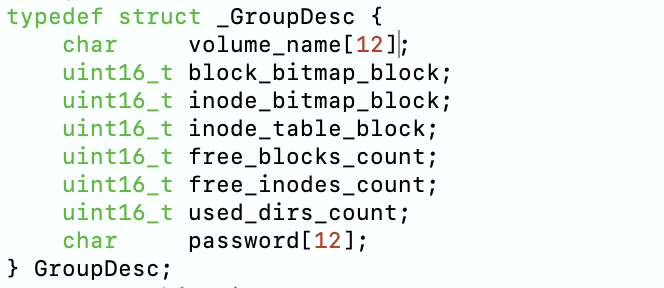 typedef struct _GroupDesc {
    char     volume_name[12];
    uint16_t block_bitmap_block;
    uint16_t inode_bitmap_block;
    uint16_t inode_table_block;
    uint16_t free_blocks_count;
    uint16_t free_inodes_count;
    uint16_t used_dirs_count;
    char     password[12];
} GroupDesc;